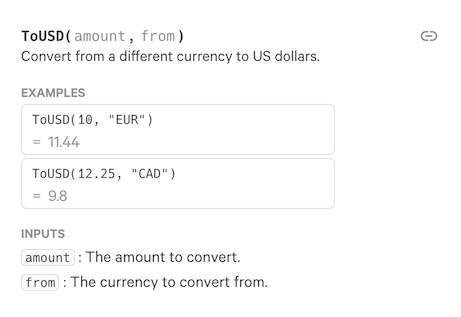 ToUSD(amount, from)
Convert from a different currency to US dollars.
EXAMPLES
ToUSD(10, "EUR")
= 11.44
ToUSD(12.25, "CAD")
= 9.8
INPUTS
amount : The amount to convert.
from : The currency to convert from.